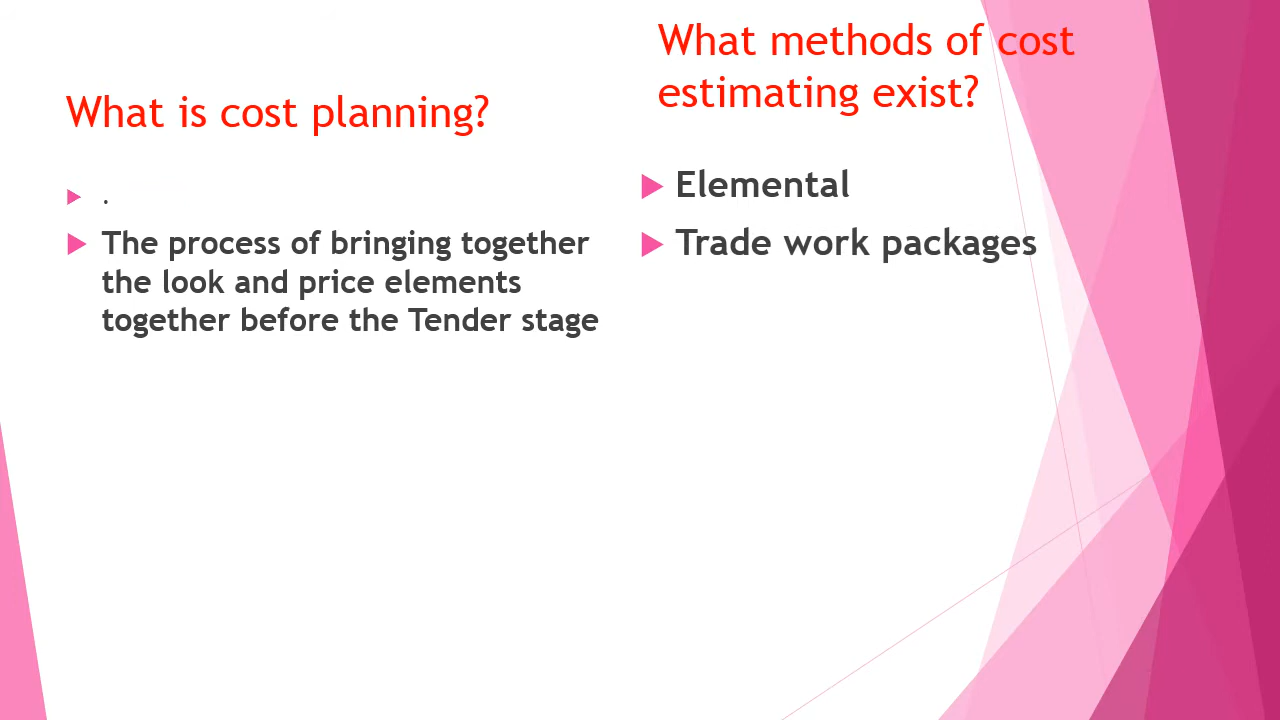 What is cost planning?
.
The process of bringing together
the look and price elements
together before the Tender stage
What methods of cost
estimating exist?
Elemental
Trade work packages